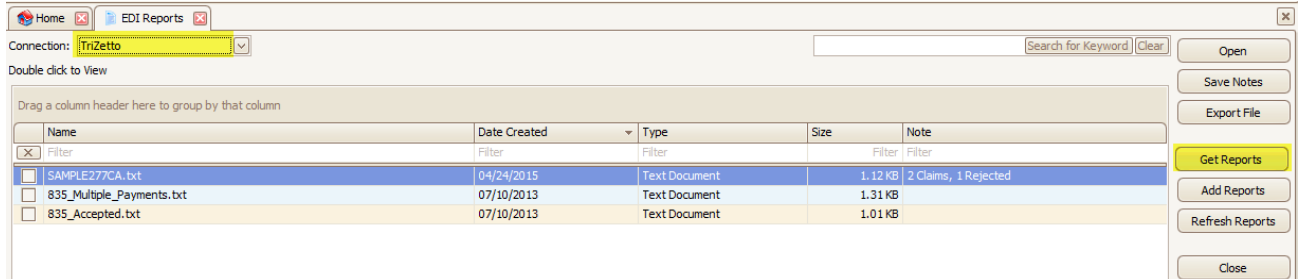 Home EDI Reports
Connection: TriZetto Search for Keyword Clear Open
Double click to View
Save Notes
Drag a column header here to group by that column
Export File
Name Date Created Type Size Note
Filter Filter Filter Filter Filter
Get Reports
SAMPLE277CA.txt 04/24/2015 Text Document 1.12 KB 2 Claims, 1 Rejected
835_Multiple_Payments.txt 07/10/2013 Text Document 1.31 KB
Add Reports
835_Accepted.txt 07/10/2013 Text Document 1.01 KB
Refresh Reports
Close